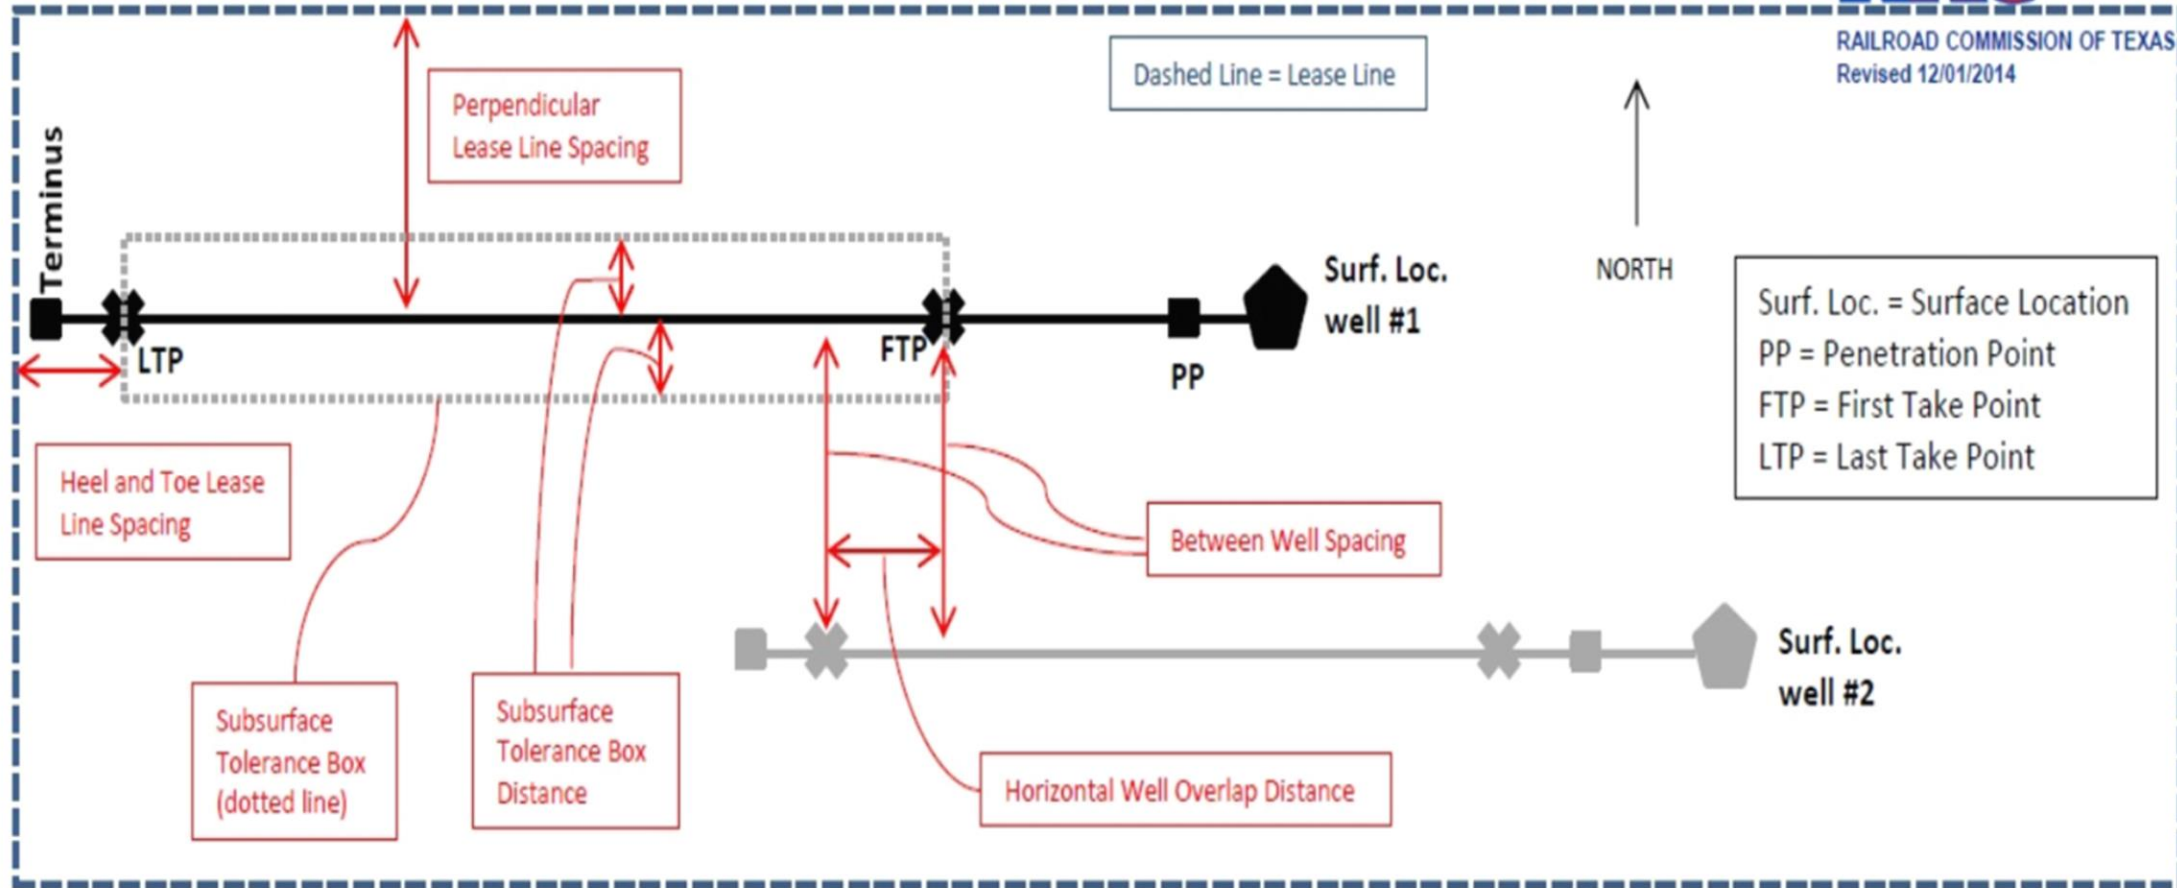 RAILROAD COMMISSION OF TEXAS
Revised 12/01/2014
Dashed Line = Lease Line
Perpendicular
Lease Line Spacing
Terminus
LTP
FTP
PP
Surf. Loc.
well #1
NORTH
Surf. Loc. = Surface Location
PP = Penetration Point
FTP = First Take Point
LTP = Last Take Point
Heel and Toe Lease
Line Spacing
Between Well Spacing
Surf. Loc.
well #2
Subsurface
Tolerance Box
(dotted line)
Subsurface
Tolerance Box
Distance
Horizontal Well Overlap Distance